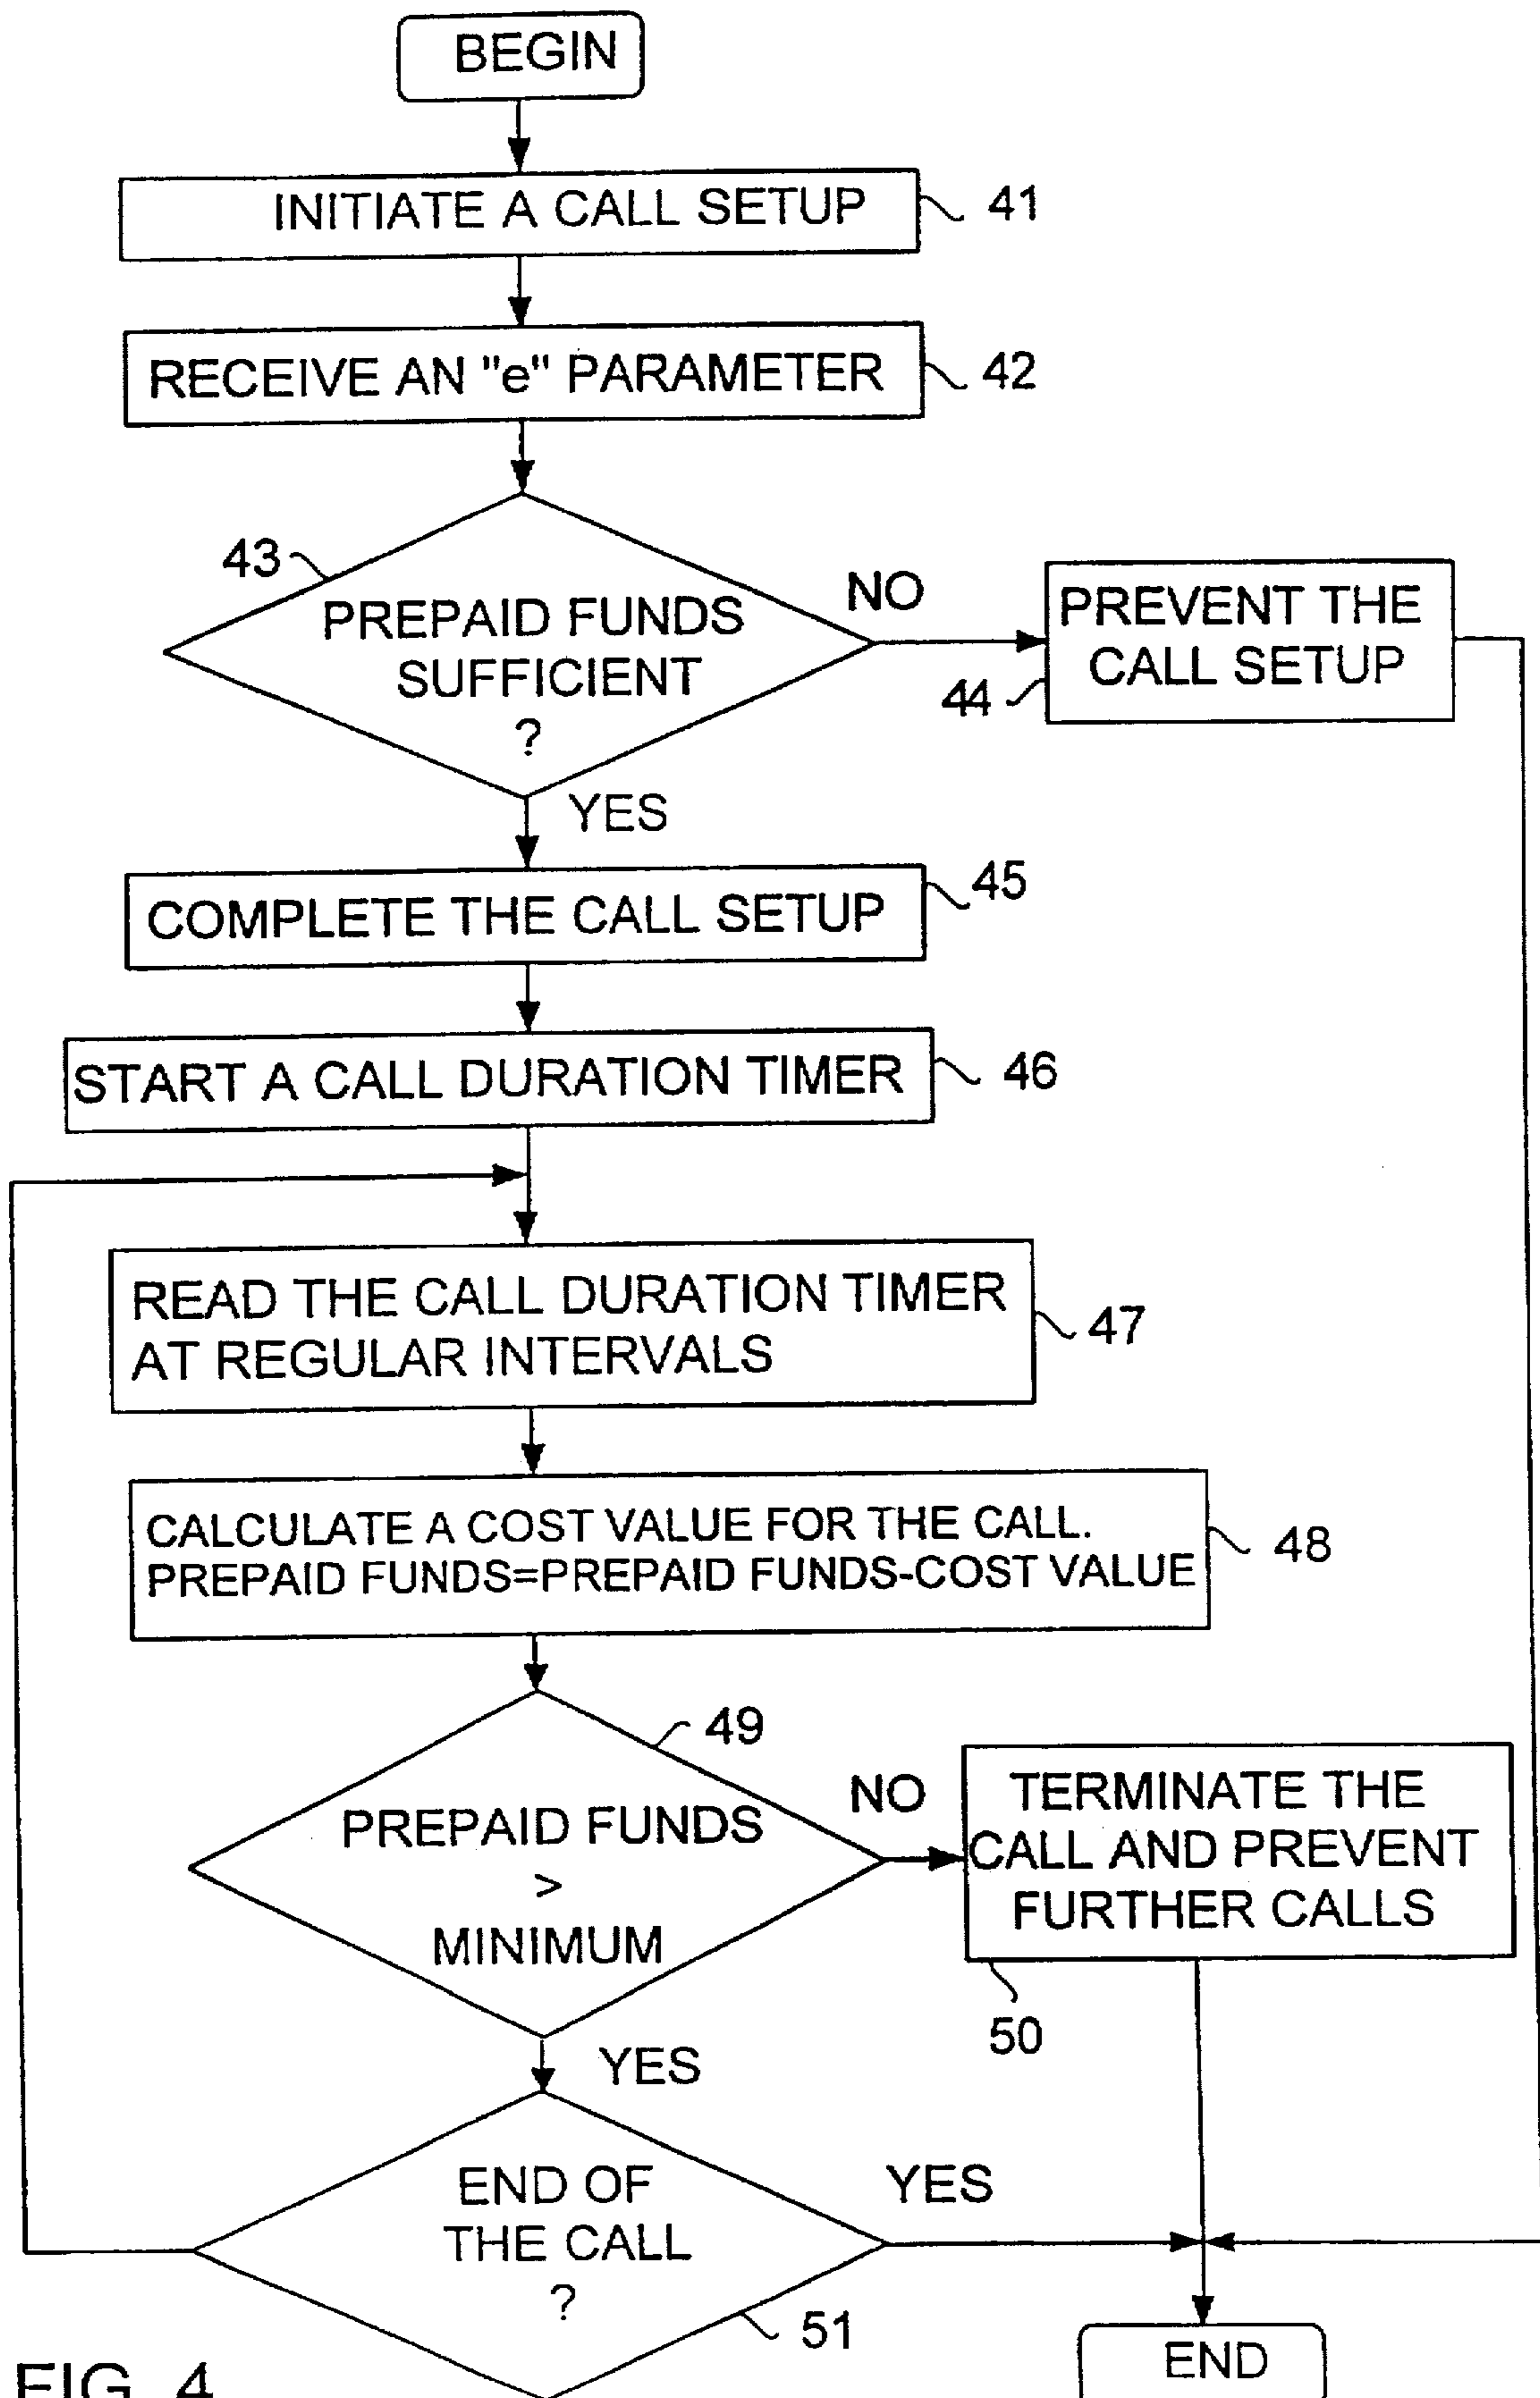 BEGIN
INITIATE A CALL SETUP
41
RECEIVE AN "e" PARAMETER
42
43
PREPAID FUNDS
SUFFICIENT
?
NO
PREVENT THE
CALL SETUP
44
YES
COMPLETE THE CALL SETUP
45
START A CALL DURATION TIMER
46
READ THE CALL DURATION TIMER
AT REGULAR INTERVALS
47
CALCULATE A COST VALUE FOR THE CALL.
PREPAID FUNDS=PREPAID FUNDS-COST VALUE
48
49
PREPAID FUNDS
>
MINIMUM
NO
TERMINATE THE
CALL AND PREVENT
FURTHER CALLS
50
YES
END OF
THE CALL
?
YES
51
END
FIG. 4